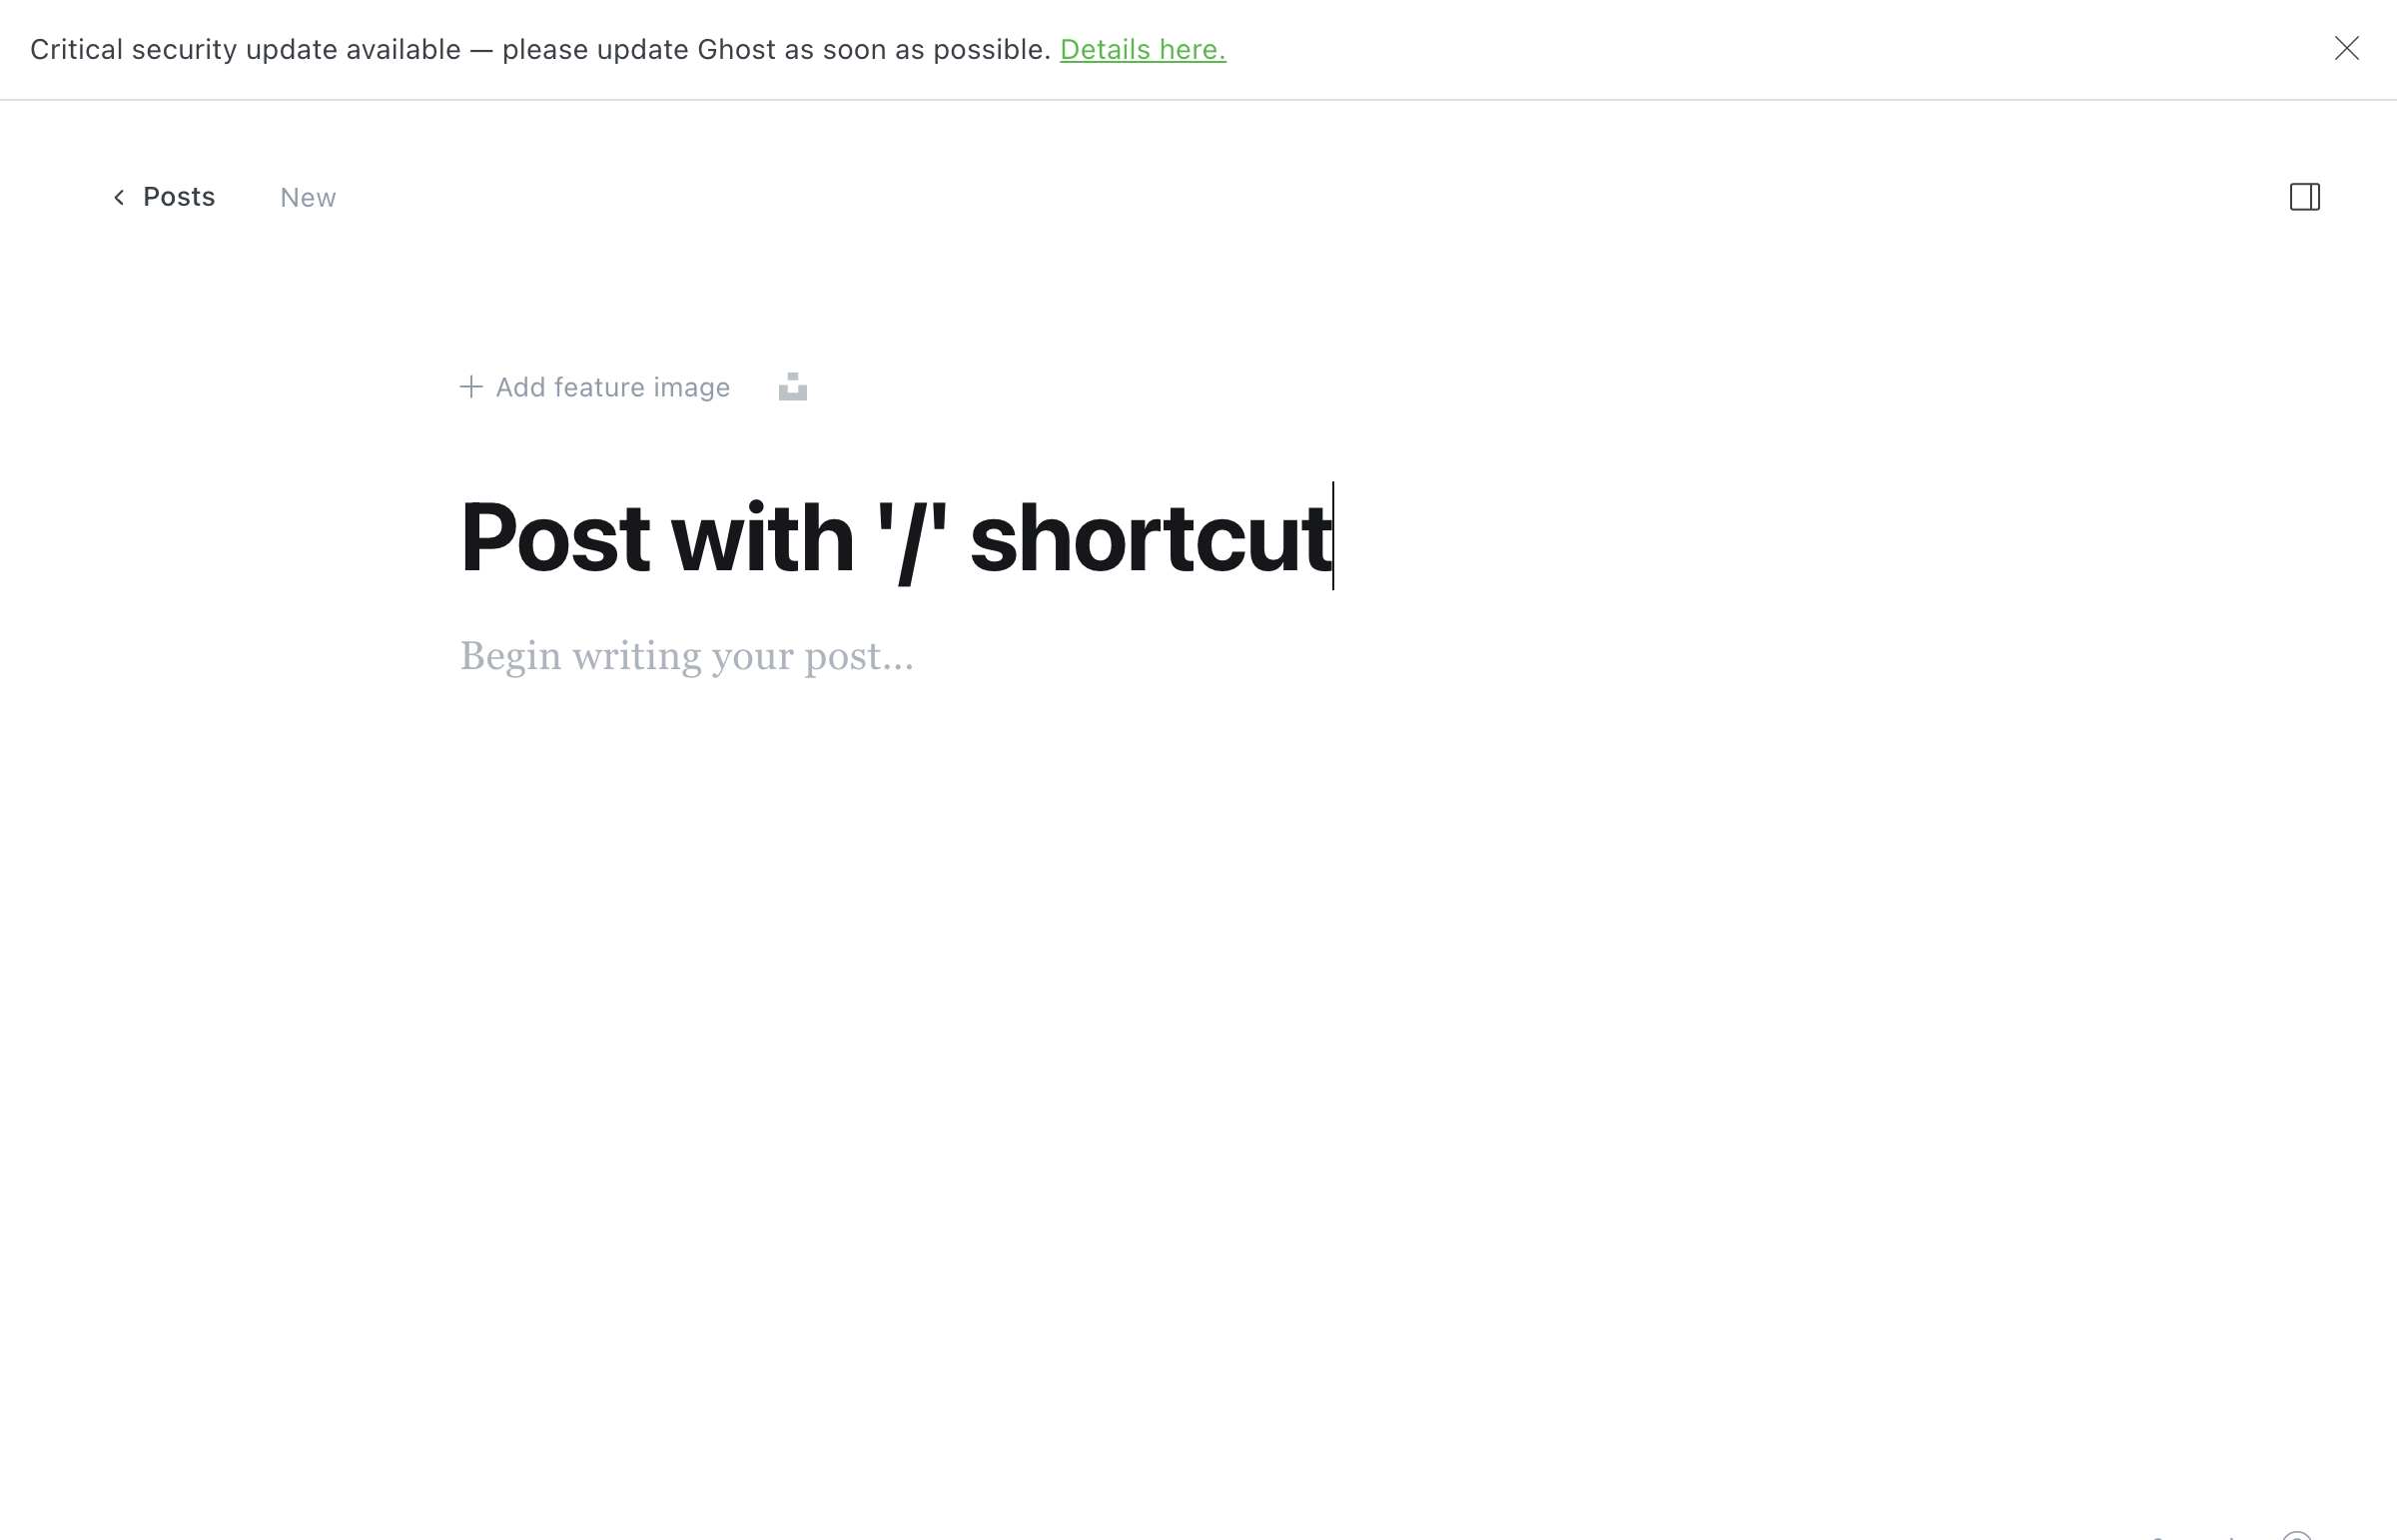 Critical security update available — please update Ghost as soon as possible. Details here.
Posts New
Add feature image
Post with '/' shortcut
Begin writing your post...